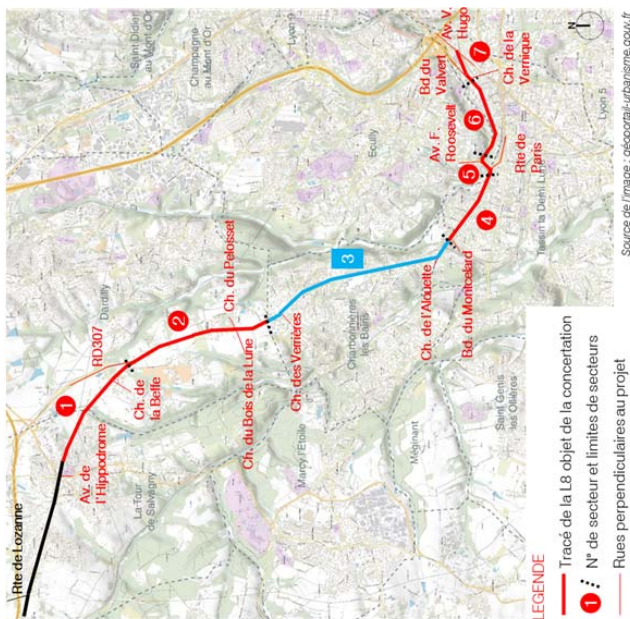 Rte de Lozanne
1
Av. de
l'Hippodrome
RD307
Ch. de
la Beffe
2
Ch. du Bois de la Lune
Ch. du Peloisset
Ch. des Verrières
3
Ch. de l'Alouette
Bd. du Montcelard
4
5
Av. F.
Roosevelt
Rte de
Paris
6
Bd. du
Valvert
Av. V.
Hugo
7
Ch. de la
Vernique
Saint Didier
au Mont d'Or
Champagne
au Mont d'Or
Lyon 9
Dardilly
Ecully
La Tour
de Salvagny
Marcy l'Etoile
Charbonnières
les Bains
Méginant
Saint Genis
les Ollières
Tassin la Demi Lune
Lyon 5
N
LEGENDE
Tracé de la L8 objet de la concertation
1 N° de secteur et limites de secteurs
Rues perpendiculaires au projet
Source de l'image : géoportail-urbanisme.gouv.fr